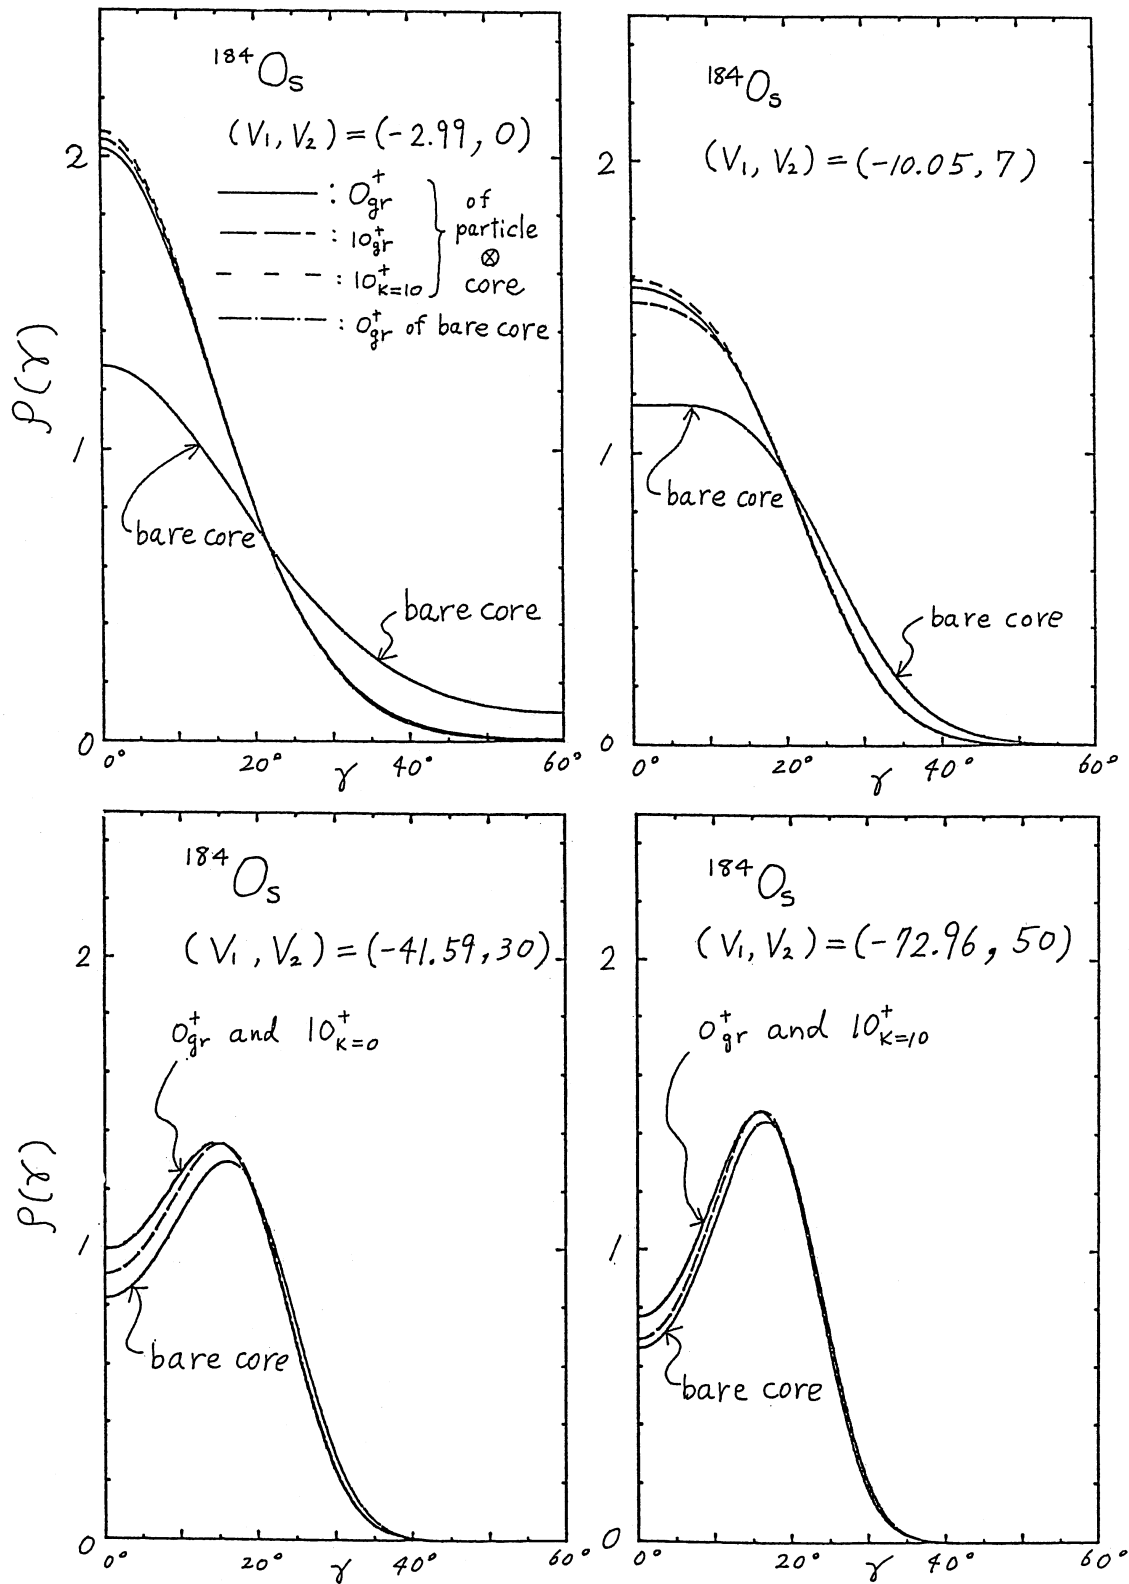 ¹⁸⁴Os
(V₁, V₂) = (-2.99, 0)
—— : 0⁺gr
— — — : 10⁺gr
- - - : 10⁺K=10
} of particle ⊗ core
—·—·— : 0⁺gr of bare core
ρ(γ)
2
1
0
bare core
bare core
0° 20° γ 40° 60°
¹⁸⁴Os
(V₁, V₂) = (-10.05, 7)
2
1
0
bare core
bare core
0° 20° γ 40° 60°
¹⁸⁴Os
(V₁, V₂) = (-41.59, 30)
0⁺gr and 10⁺K=0
ρ(γ)
2
1
0
bare core
0° 20° γ 40° 60°
¹⁸⁴Os
(V₁, V₂) = (-72.96, 50)
0⁺gr and 10⁺K=10
2
1
0
bare core
0° 20° γ 40° 60°